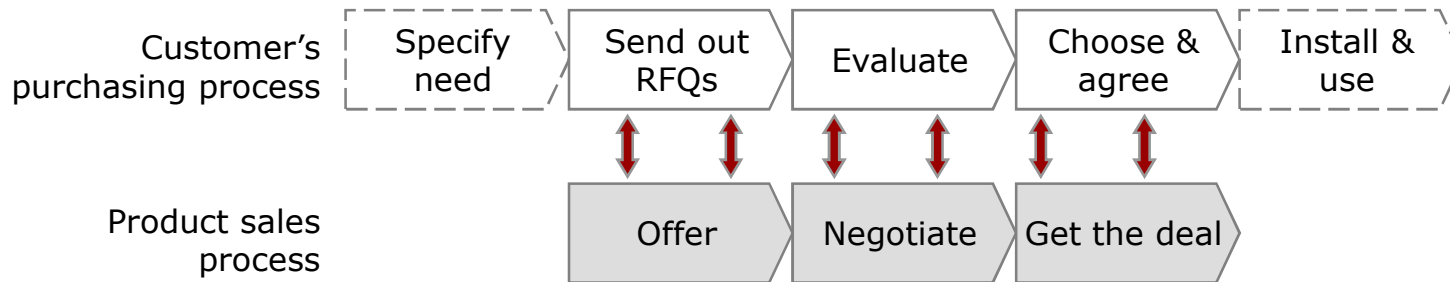 Customer’s
purchasing process
Specify
need
Send out
RFQs
Evaluate
Choose &
agree
Install &
use
Product sales
process
Offer
Negotiate
Get the deal